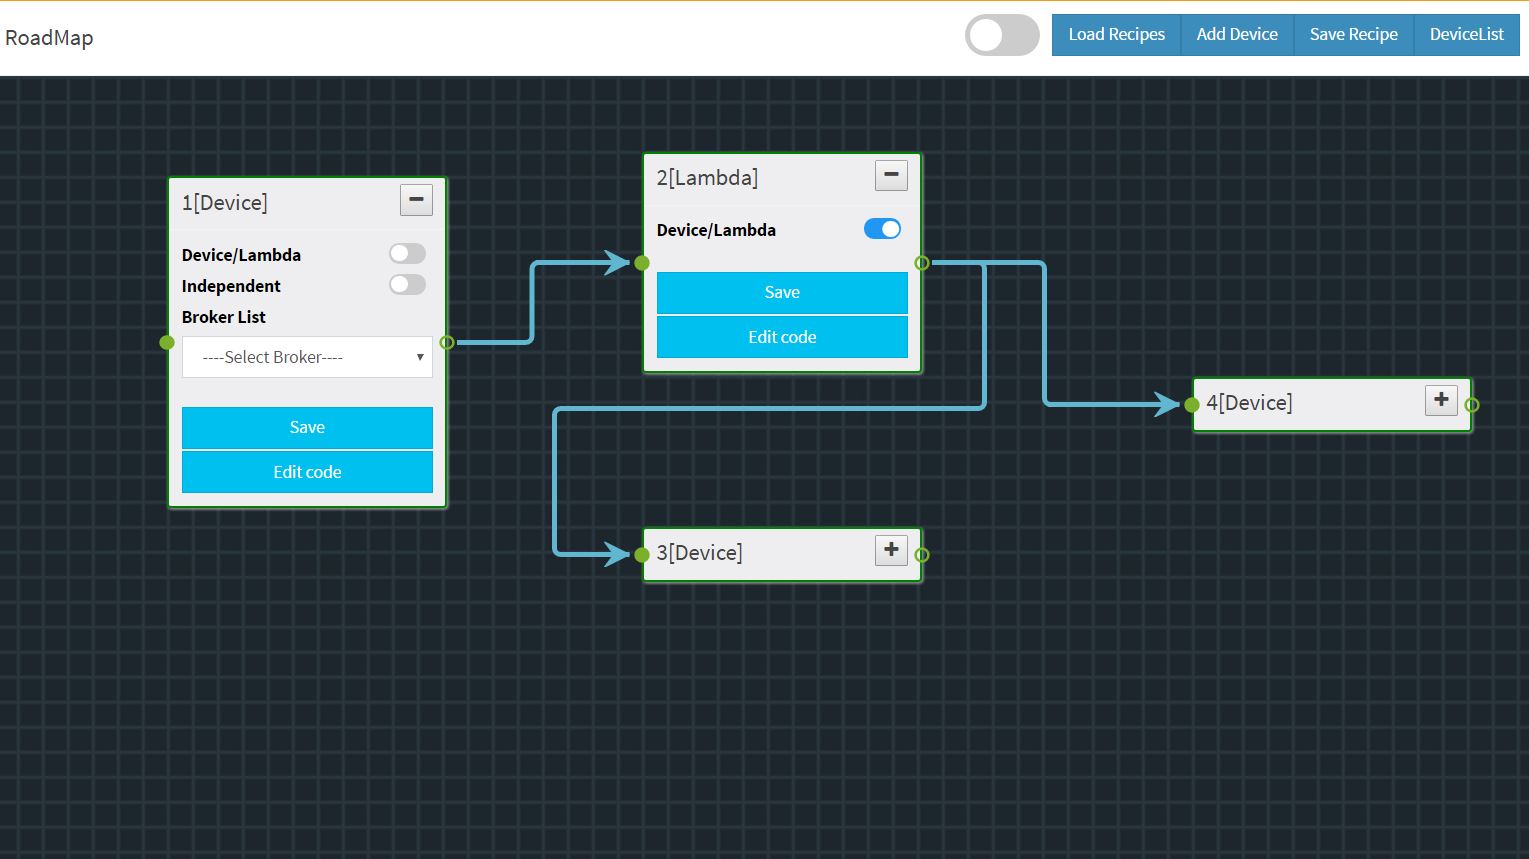 RoadMap
Load Recipes
Add Device
Save Recipe
DeviceList
1[Device]
Device/Lambda
Independent
Broker List
----Select Broker----
Save
Edit code
2[Lambda]
Device/Lambda
Save
Edit code
3[Device]
4[Device]